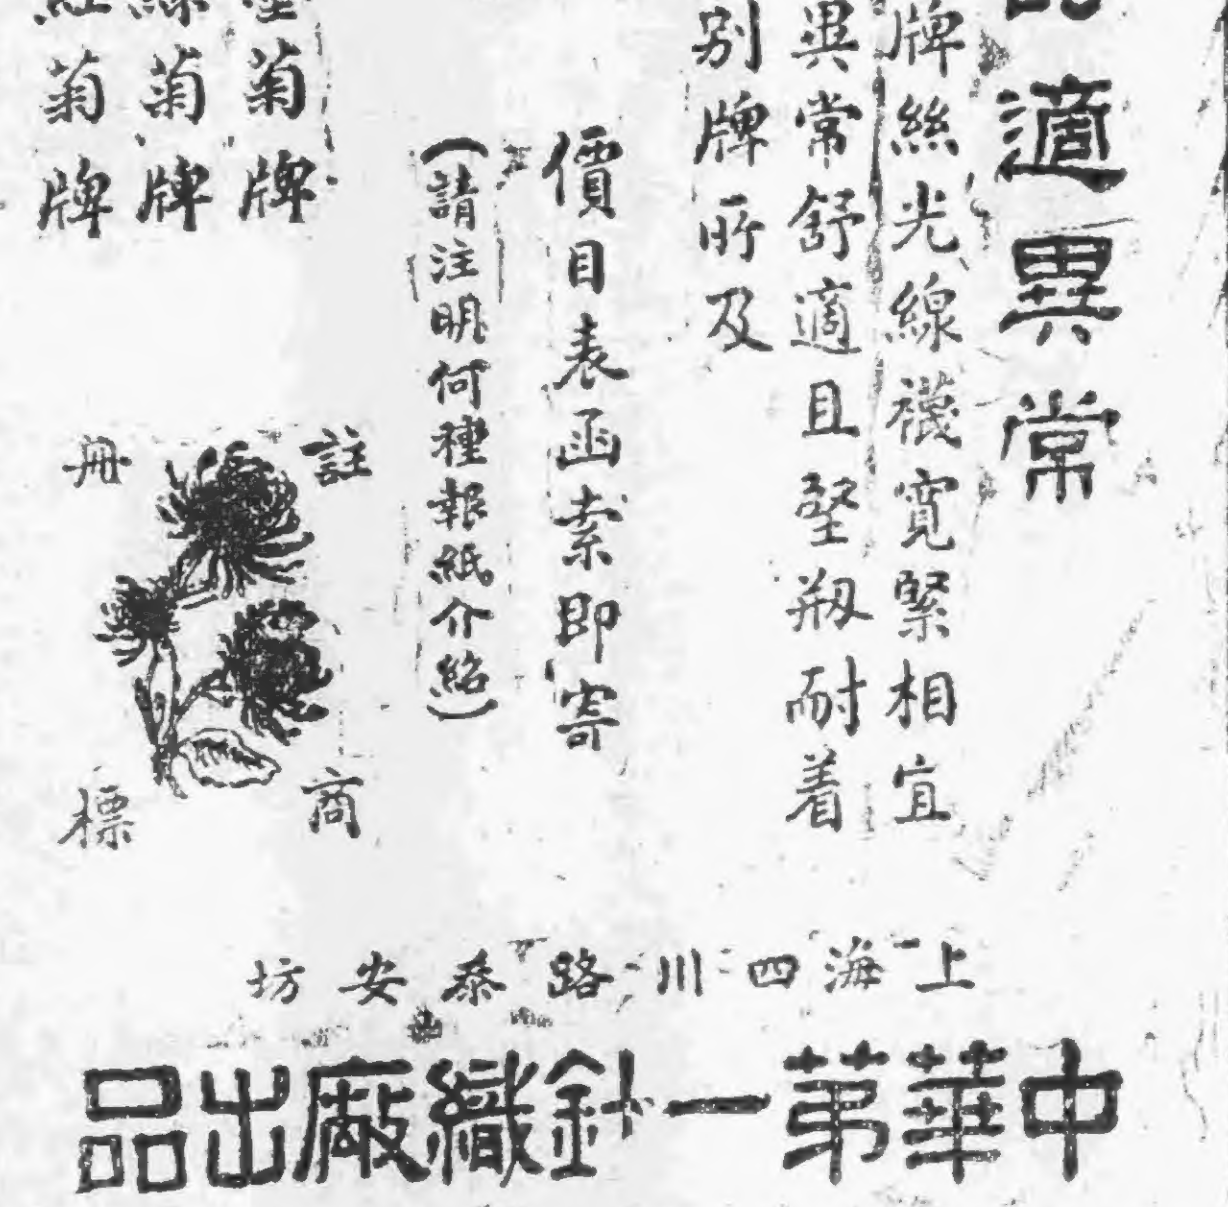 適異常
牌絲光線襪寬緊相宜
異常舒適且堅靱耐着
別牌所及
價目表函索即寄
(請注明何種報紙介紹)
菊牌
綠菊牌
紅菊牌
註冊商標
上海四川路泰安坊
中華第一針織廠出品